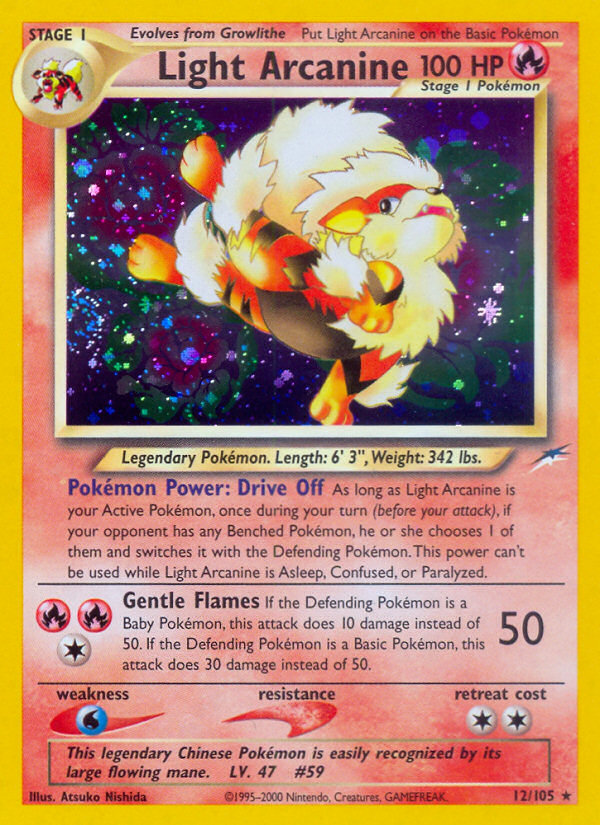 STAGE 1 Evolves from Growlithe Put Light Arcanine on the Basic Pokémon
Light Arcanine 100 HP
Stage 1 Pokémon
Legendary Pokémon. Length: 6' 3", Weight: 342 lbs.
Pokémon Power: Drive Off As long as Light Arcanine is
your Active Pokémon, once during your turn (before your attack), if
your opponent has any Benched Pokémon, he or she chooses 1 of
them and switches it with the Defending Pokémon. This power can't
be used while Light Arcanine is Asleep, Confused, or Paralyzed.
Gentle Flames If the Defending Pokémon is a
Baby Pokémon, this attack does 10 damage instead of
50. If the Defending Pokémon is a Basic Pokémon, this
attack does 30 damage instead of 50.
50
weakness resistance retreat cost
This legendary Chinese Pokémon is easily recognized by its
large flowing mane. LV. 47 #59
Illus. Atsuko Nishida ©1995-2000 Nintendo, Creatures, GAMEFREAK. 12/105 ★